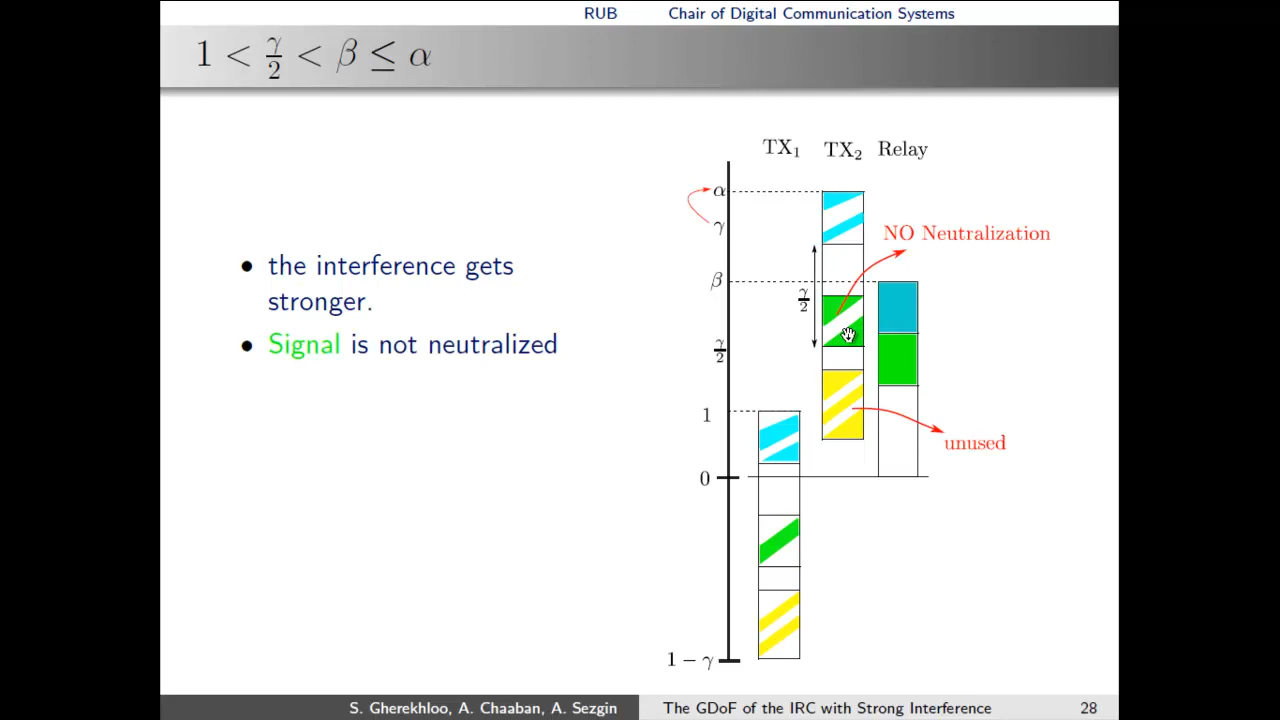 RUB Chair of Digital Communication Systems
1 < γ/2 < β ≤ α
• the interference gets
stronger.
• Signal is not neutralized
TX₁ TX₂ Relay
α
γ
NO Neutralization
β
γ/2
γ/2
1
unused
0
1 − γ
S. Gherekhloo, A. Chaaban, A. Sezgin The GDoF of the IRC with Strong Interference 28